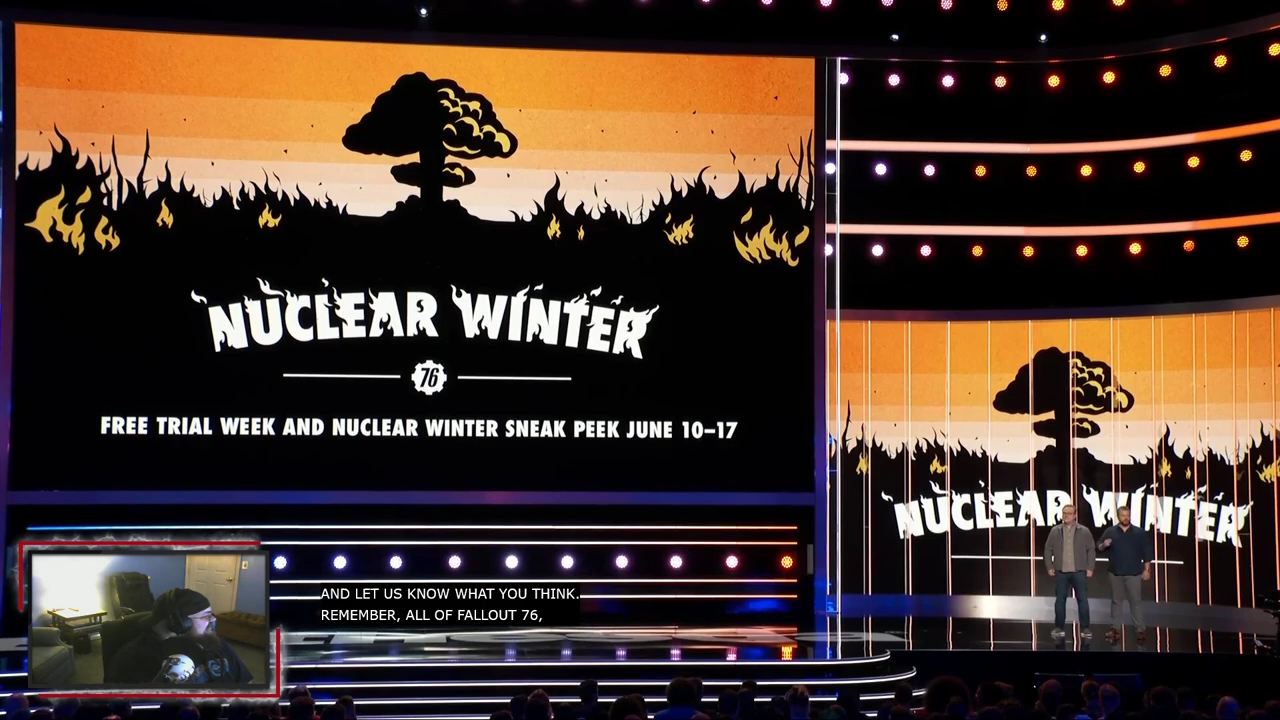 NUCLEAR WINTER
76
FREE TRIAL WEEK AND NUCLEAR WINTER SNEAK PEEK JUNE 10–17
NUCLEAR WINTER
AND LET US KNOW WHAT YOU THINK.
REMEMBER, ALL OF FALLOUT 76,